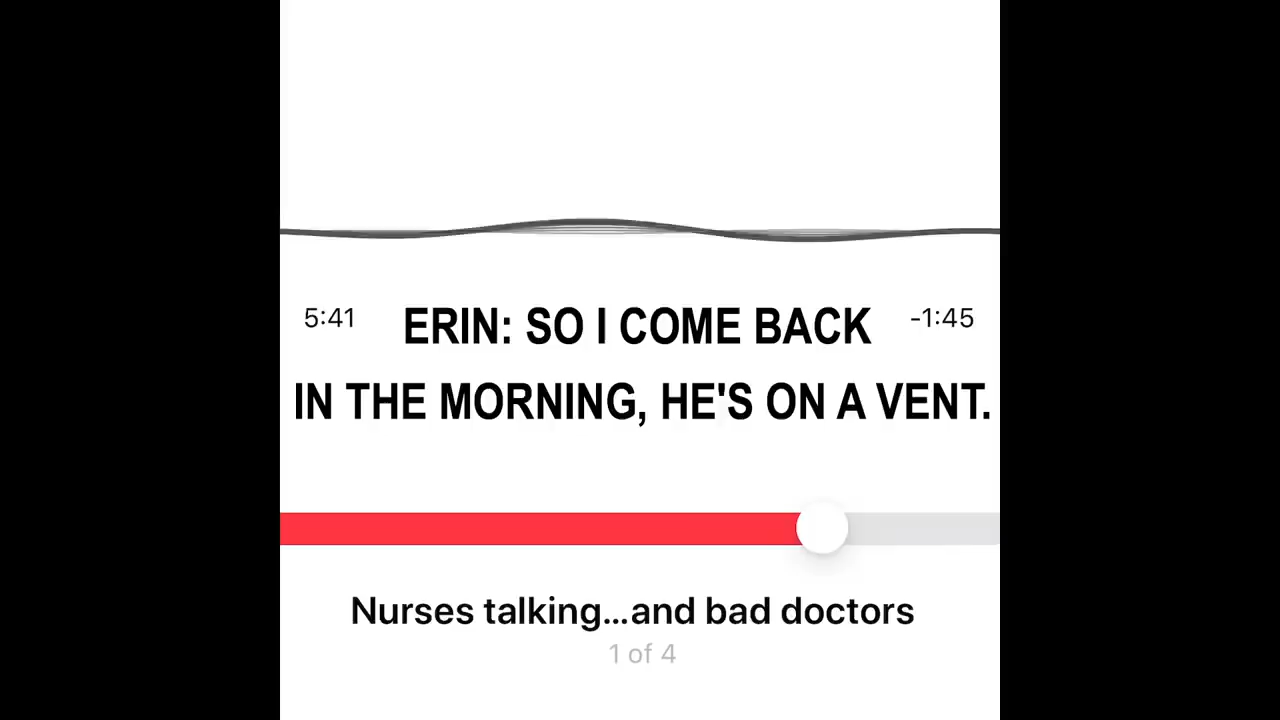 5:41
ERIN: SO I COME BACK
-1:45
IN THE MORNING, HE'S ON A VENT.
Nurses talking...and bad doctors
1 of 4